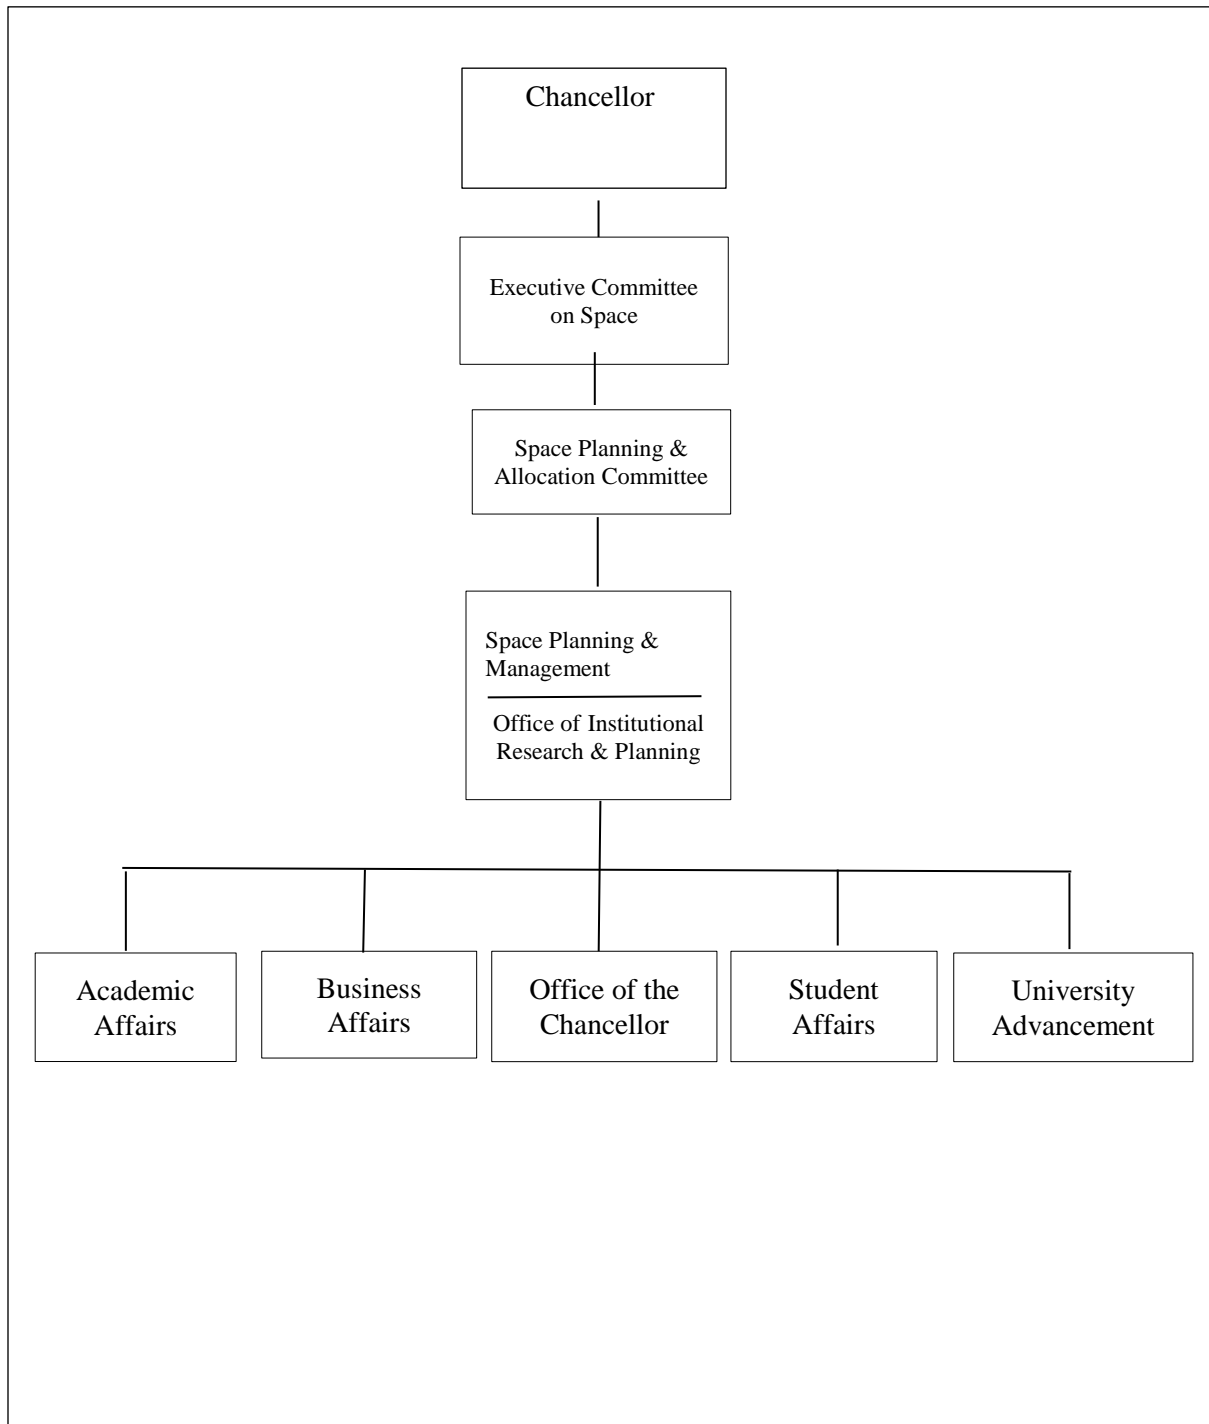 Chancellor
Executive Committee
on Space
Space Planning &
Allocation Committee
Space Planning &
Management
Office of Institutional
Research & Planning
Academic
Affairs
Business
Affairs
Office of the
Chancellor
Student
Affairs
University
Advancement